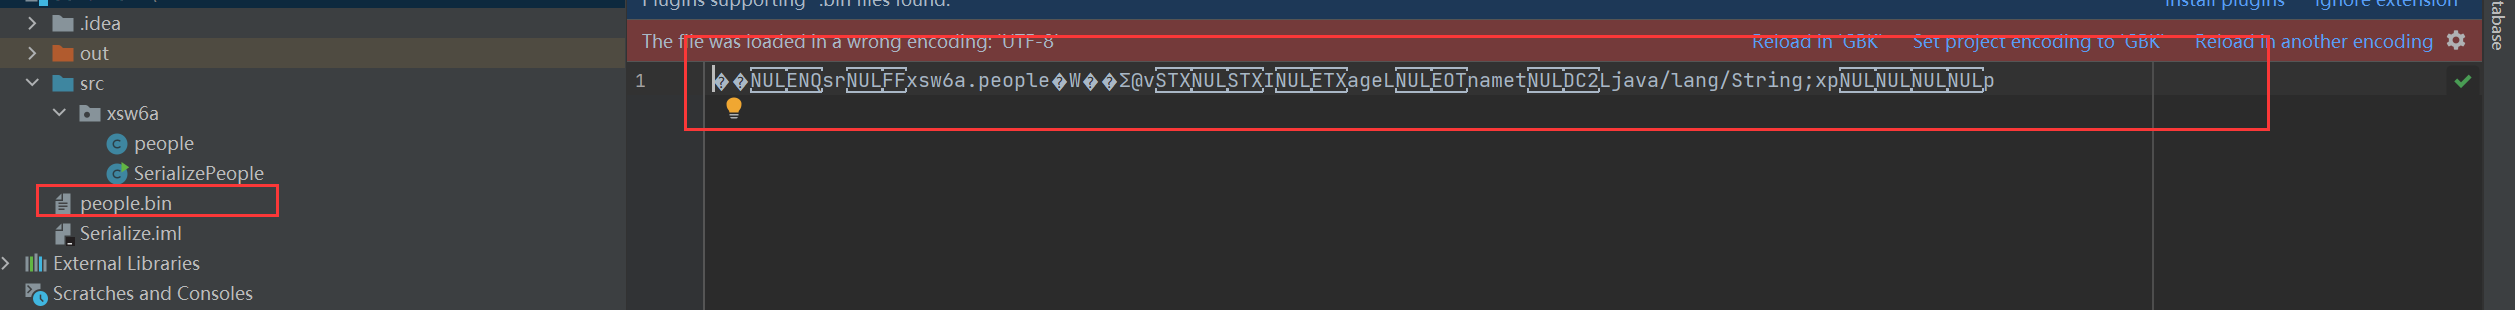 .idea
out
src
xsw6a
people
SerializePeople
people.bin
Serialize.iml
External Libraries
Scratches and Consoles
Plugins supporting *.bin files found.
Install plugins
Ignore extension
The file was loaded in a wrong encoding: 'UTF-8'
Reload in 'GBK'
Set project encoding to 'GBK'
Reload in another encoding
1
��NULENQsrNULFFxsw6a.people�W��Σ@vSTXNULSTXINULETXageLNULEOTnametNULDC2Ljava/lang/String;xpNULNULNULNULp
tabase